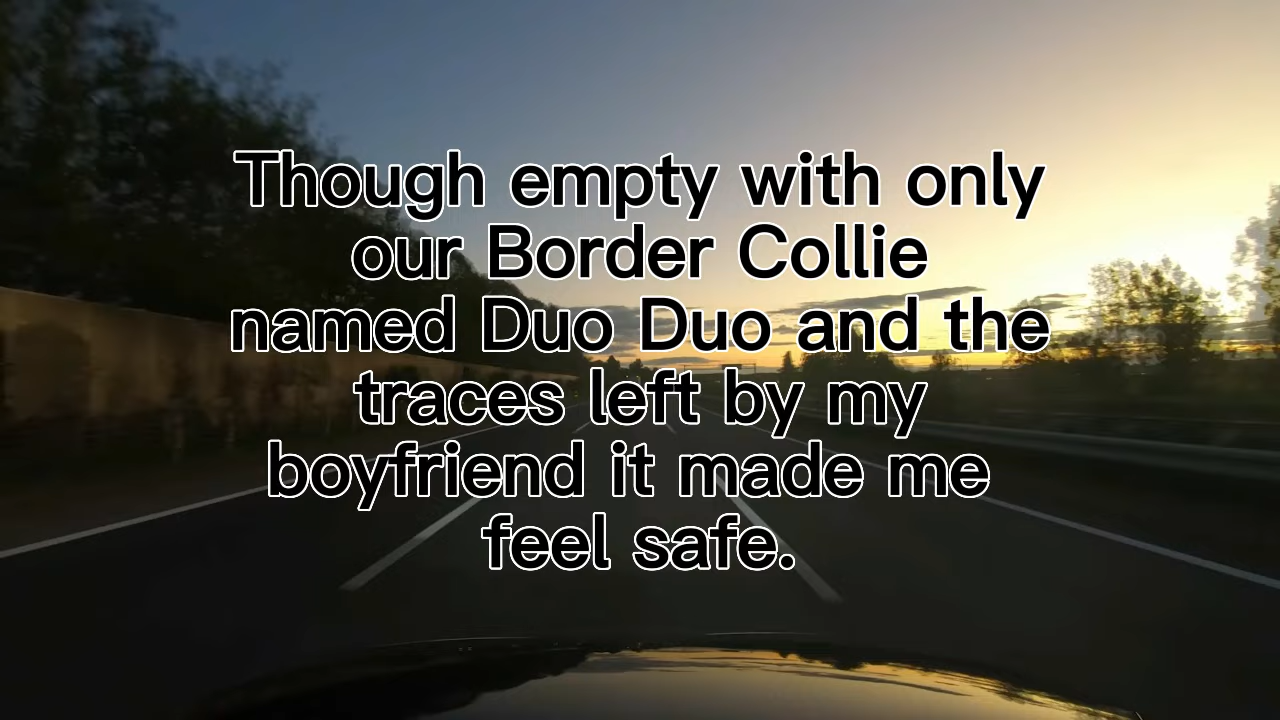 Though empty with only
our Border Collie
named Duo Duo and the
traces left by my
boyfriend it made me
feel safe.